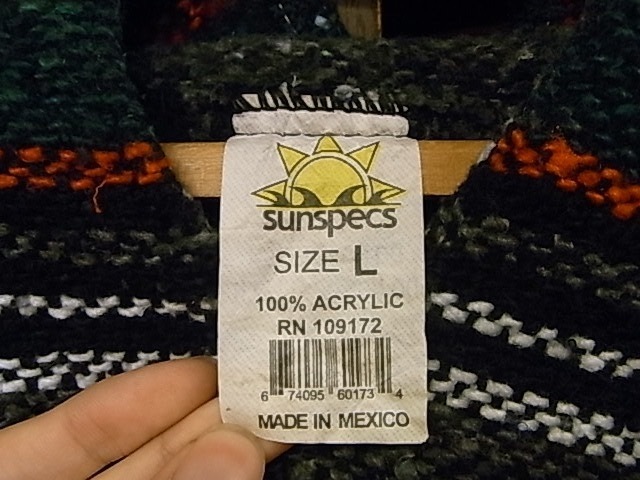 sunspecs
SIZE L
100% ACRYLIC
RN 109172
6 74095 60173 4
MADE IN MEXICO